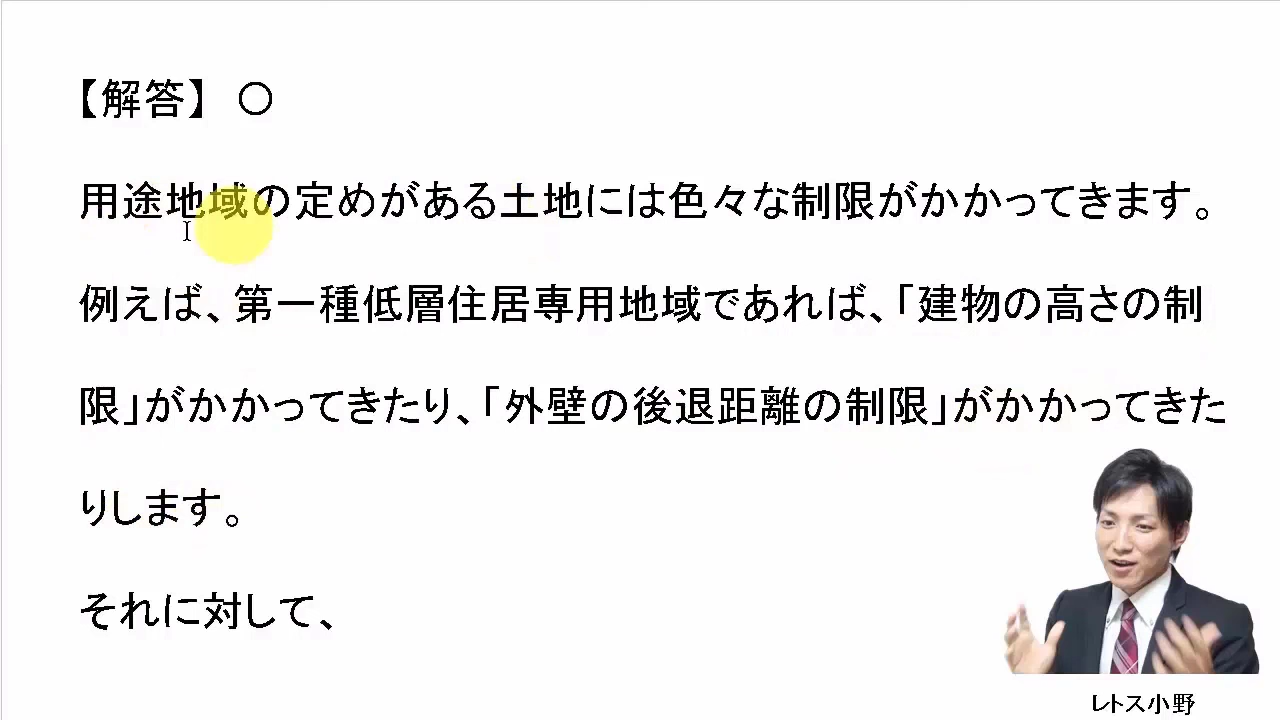 【解答】 ○
用途地域の定めがある土地には色々な制限がかかってきます。
例えば、第一種低層住居専用地域であれば、「建物の高さの制
限」がかかってきたり、「外壁の後退距離の制限」がかかってきた
りします。
それに対して、
レトス小野